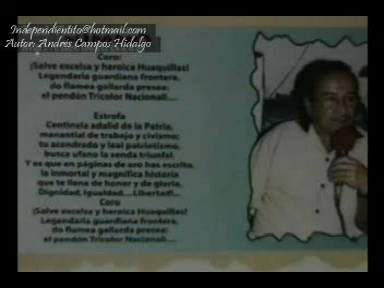 Independientito@hotmail.com
Autor: Andres Campos Hidalgo
Coro:
¡Salve excelsa y heroica Huaquillas!
Legendaria guardiana frontera,
do flamea gallarda presea:
el pendón Tricolor Nacional....
Estrofa
Centinela adalid de la Patria,
manantial de trabajo y civismo;
tu acendrado y leal patriotismo,
busca ufano la senda triunfal.
Y es que en páginas de oro has escrito,
la inmortal y magnífica historia
que te llena de honor y de gloria,
Dignidad, Igualdad....Libertad!..
Coro
¡Salve excelsa y heroica Huaquillas!
Legendaria guardiana frontera,
do flamea gallarda presea:
el pendón Tricolor Nacional....